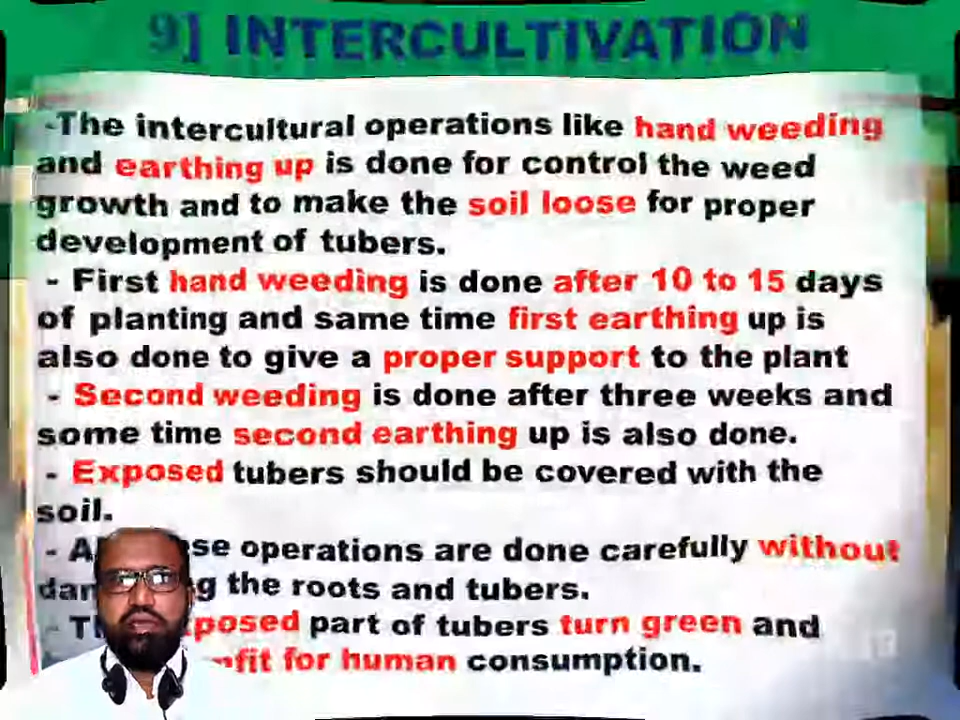 9] INTERCULTIVATION
-The intercultural operations like hand weeding
and earthing up is done for control the weed
growth and to make the soil loose for proper
development of tubers.
- First hand weeding is done after 10 to 15 days
of planting and same time first earthing up is
also done to give a proper support to the plant
- Second weeding is done after three weeks and
some time second earthing up is also done.
- Exposed tubers should be covered with the
soil.
- operations are done carefully without
the roots and tubers.
- part of tubers turn green and
for human consumption.